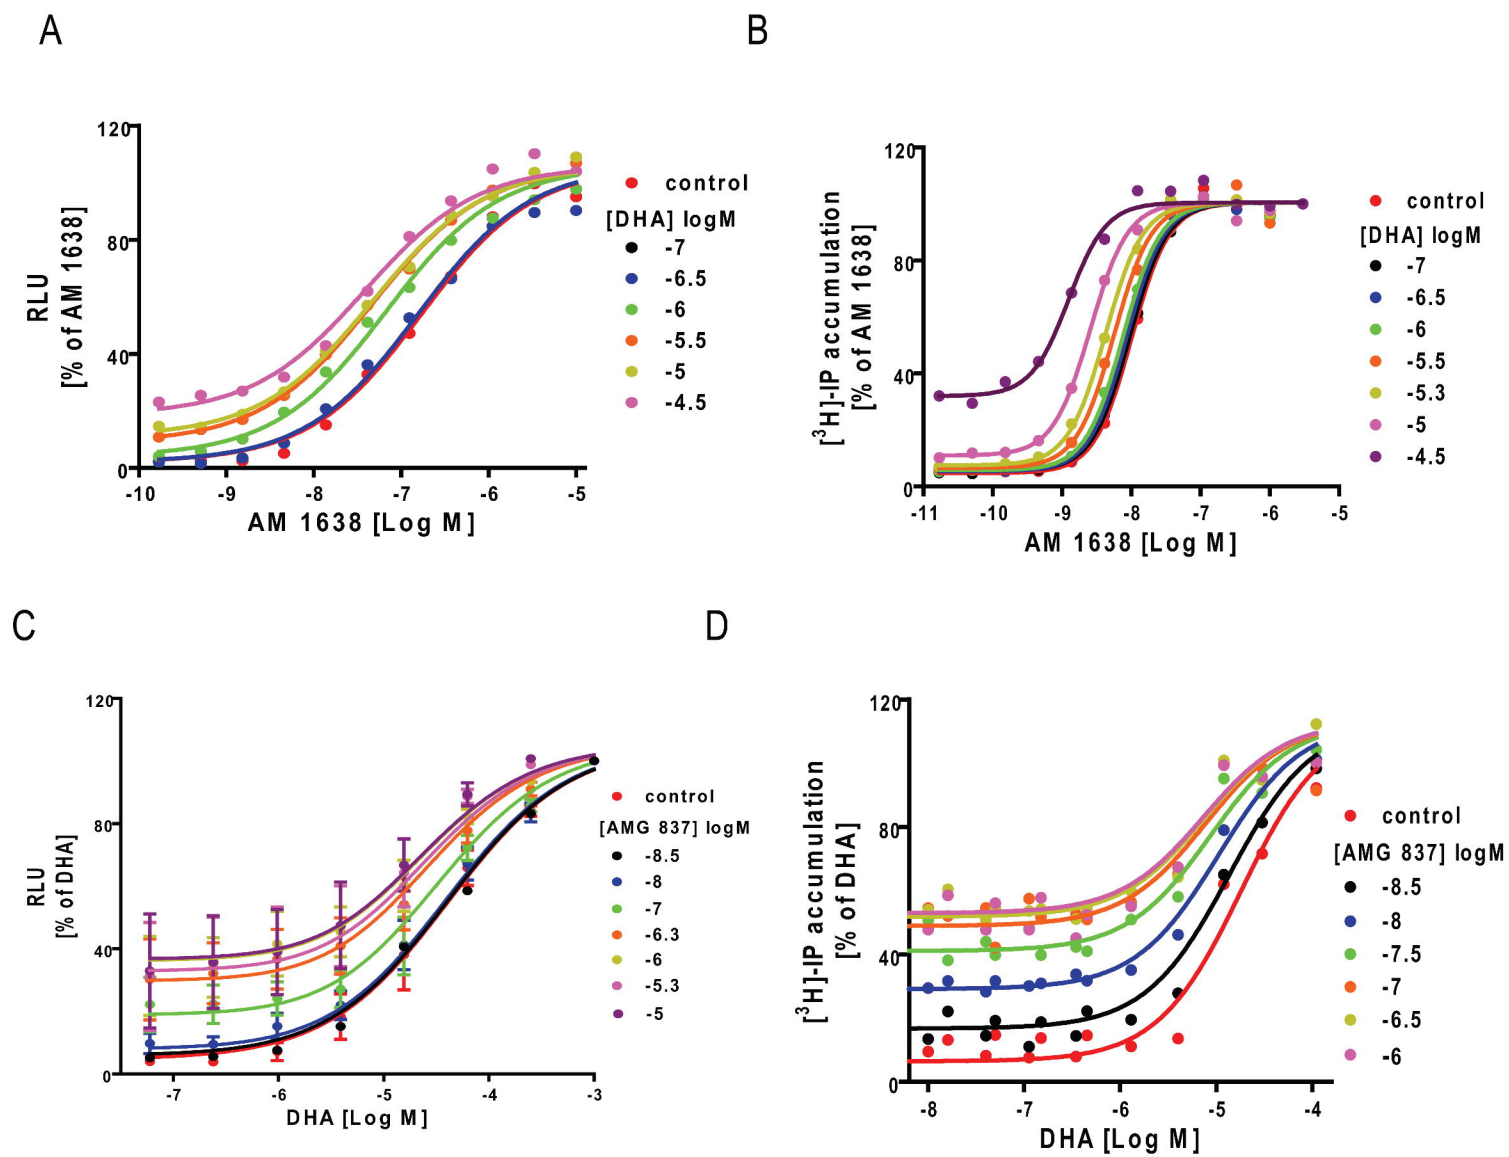 A
RLU
[% of AM 1638]
120
80
40
0
-10 -9 -8 -7 -6 -5
AM 1638 [Log M]
control
[DHA] logM
-7
-6.5
-6
-5.5
-5
-4.5
B
[³H]-IP accumulation
[% of AM 1638]
120
80
40
0
-11 -10 -9 -8 -7 -6 -5
AM 1638 [Log M]
control
[DHA] logM
-7
-6.5
-6
-5.5
-5.3
-5
-4.5
C
RLU
[% of DHA]
120
80
40
0
-7 -6 -5 -4 -3
DHA [Log M]
control
[AMG 837] logM
-8.5
-8
-7
-6.3
-6
-5.3
-5
D
[³H]-IP accumulation
[% of DHA]
120
80
40
0
-8 -7 -6 -5 -4
DHA [Log M]
control
[AMG 837] logM
-8.5
-8
-7.5
-7
-6.5
-6